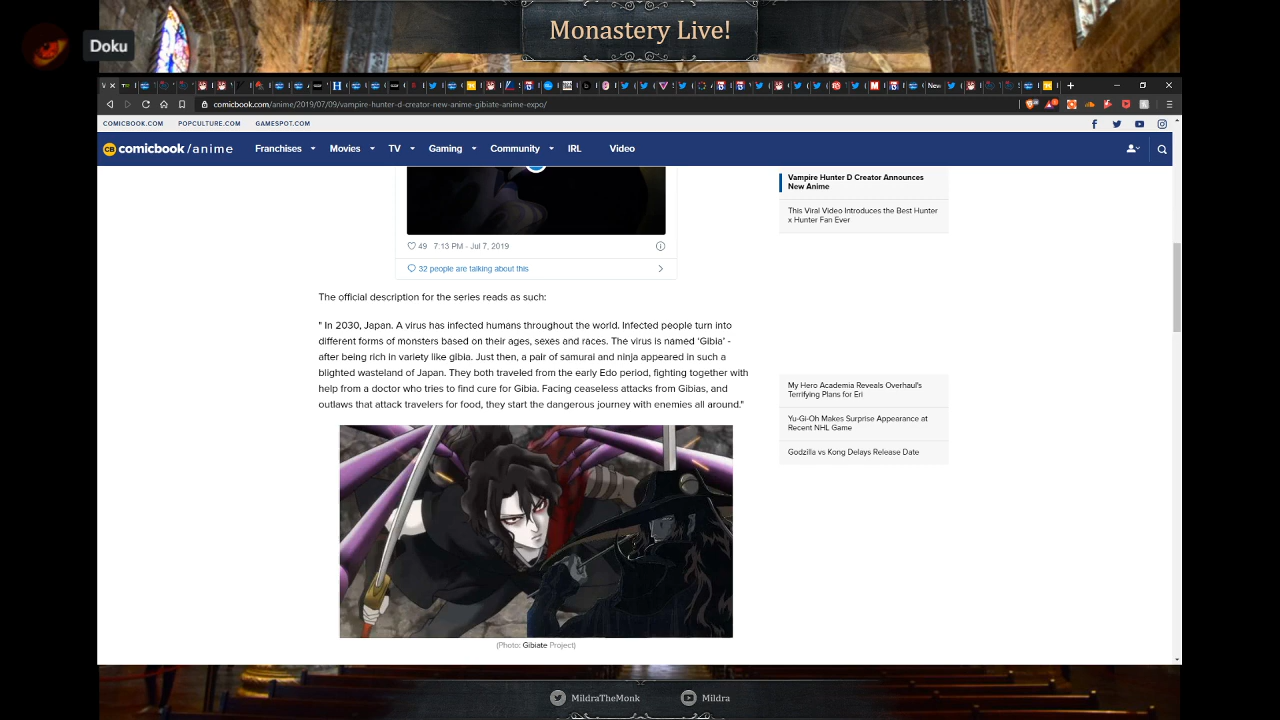 Monastery Live!
Doku
New
comicbook.com/anime/2019/07/09/vampire-hunter-d-creator-new-anime-gibiate-anime-expo/
COMICBOOK.COM POPCULTURE.COM GAMESPOT.COM
CB comicbook/anime Franchises Movies TV Gaming Community IRL Video
Vampire Hunter D Creator Announces
New Anime
This Viral Video Introduces the Best Hunter
x Hunter Fan Ever
49 7:13 PM - Jul 7, 2019
32 people are talking about this
The official description for the series reads as such:
" In 2030, Japan. A virus has infected humans throughout the world. Infected people turn into
different forms of monsters based on their ages, sexes and races. The virus is named 'Gibia' -
after being rich in variety like gibia. Just then, a pair of samurai and ninja appeared in such a
blighted wasteland of Japan. They both traveled from the early Edo period, fighting together with
help from a doctor who tries to find cure for Gibia. Facing ceaseless attacks from Gibias, and
outlaws that attack travelers for food, they start the dangerous journey with enemies all around."
My Hero Academia Reveals Overhaul's
Terrifying Plans for Eri
Yu-Gi-Oh Makes Surprise Appearance at
Recent NHL Game
Godzilla vs Kong Delays Release Date
(Photo: Gibiate Project)
MildraTheMonk Mildra